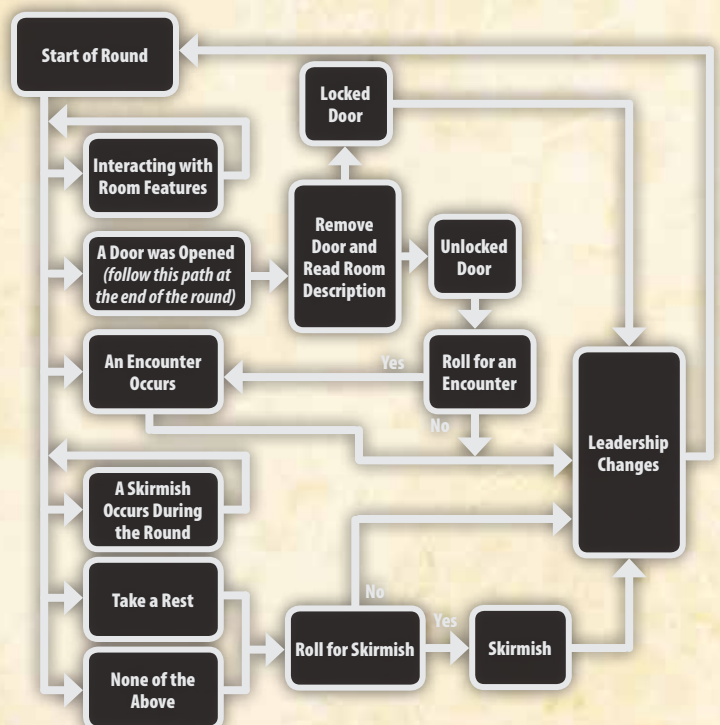 Start of Round
Locked
Door
Interacting with
Room Features
Remove
Door and
Read Room
Description
A Door was Opened
(follow this path at
the end of the round)
Unlocked
Door
An Encounter
Occurs
Yes
Roll for an
Encounter
No
Leadership
Changes
A Skirmish
Occurs During
the Round
Take a Rest
No
Roll for Skirmish
Yes
Skirmish
None of the
Above